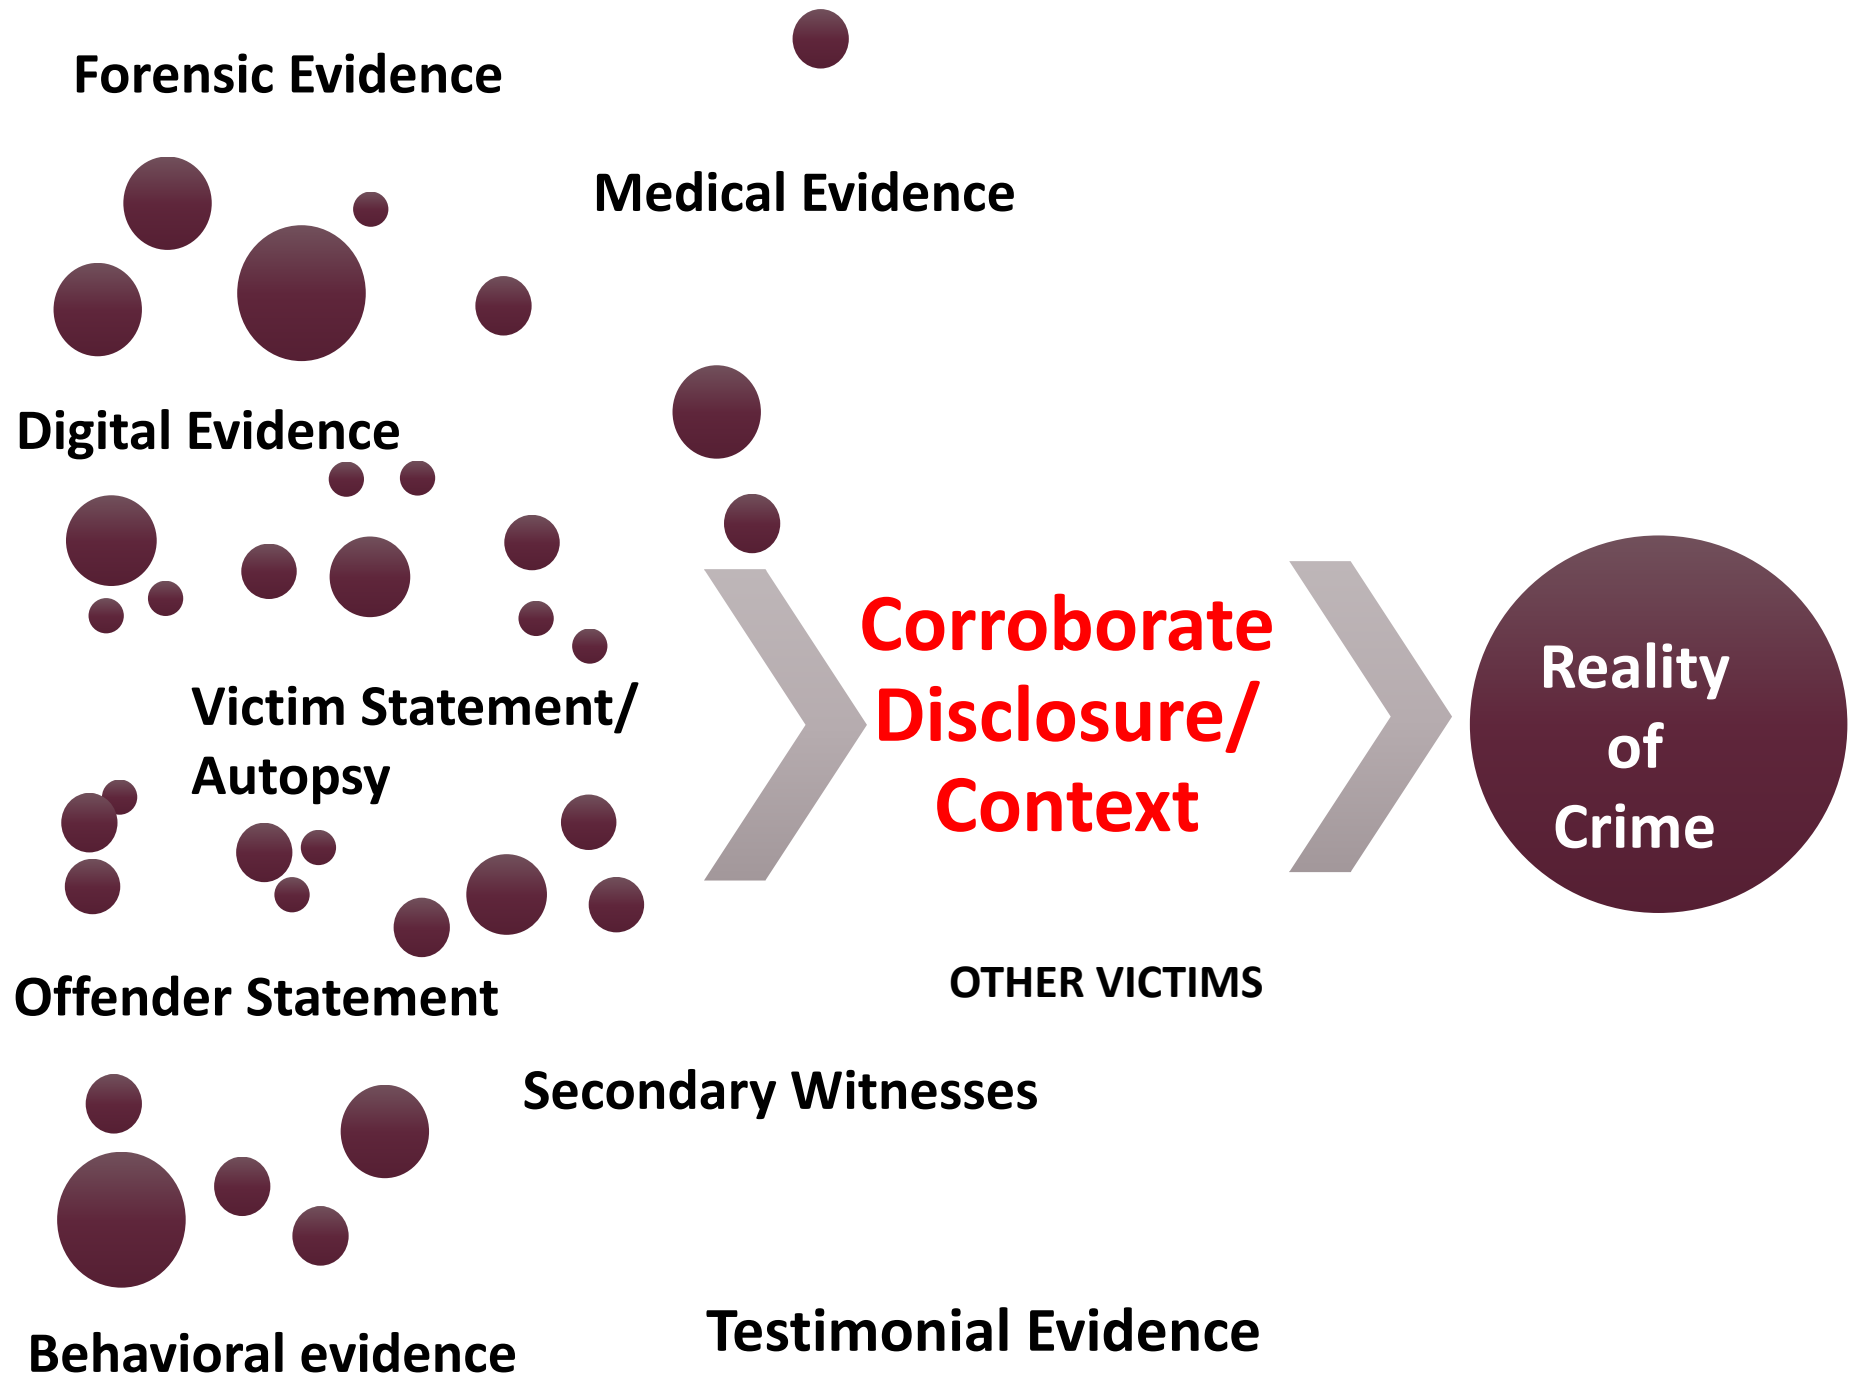 Forensic Evidence
Medical Evidence
Digital Evidence
Victim Statement/
Autopsy
Corroborate
Disclosure/
Context
Reality
of
Crime
Offender Statement
OTHER VICTIMS
Secondary Witnesses
Testimonial Evidence
Behavioral evidence